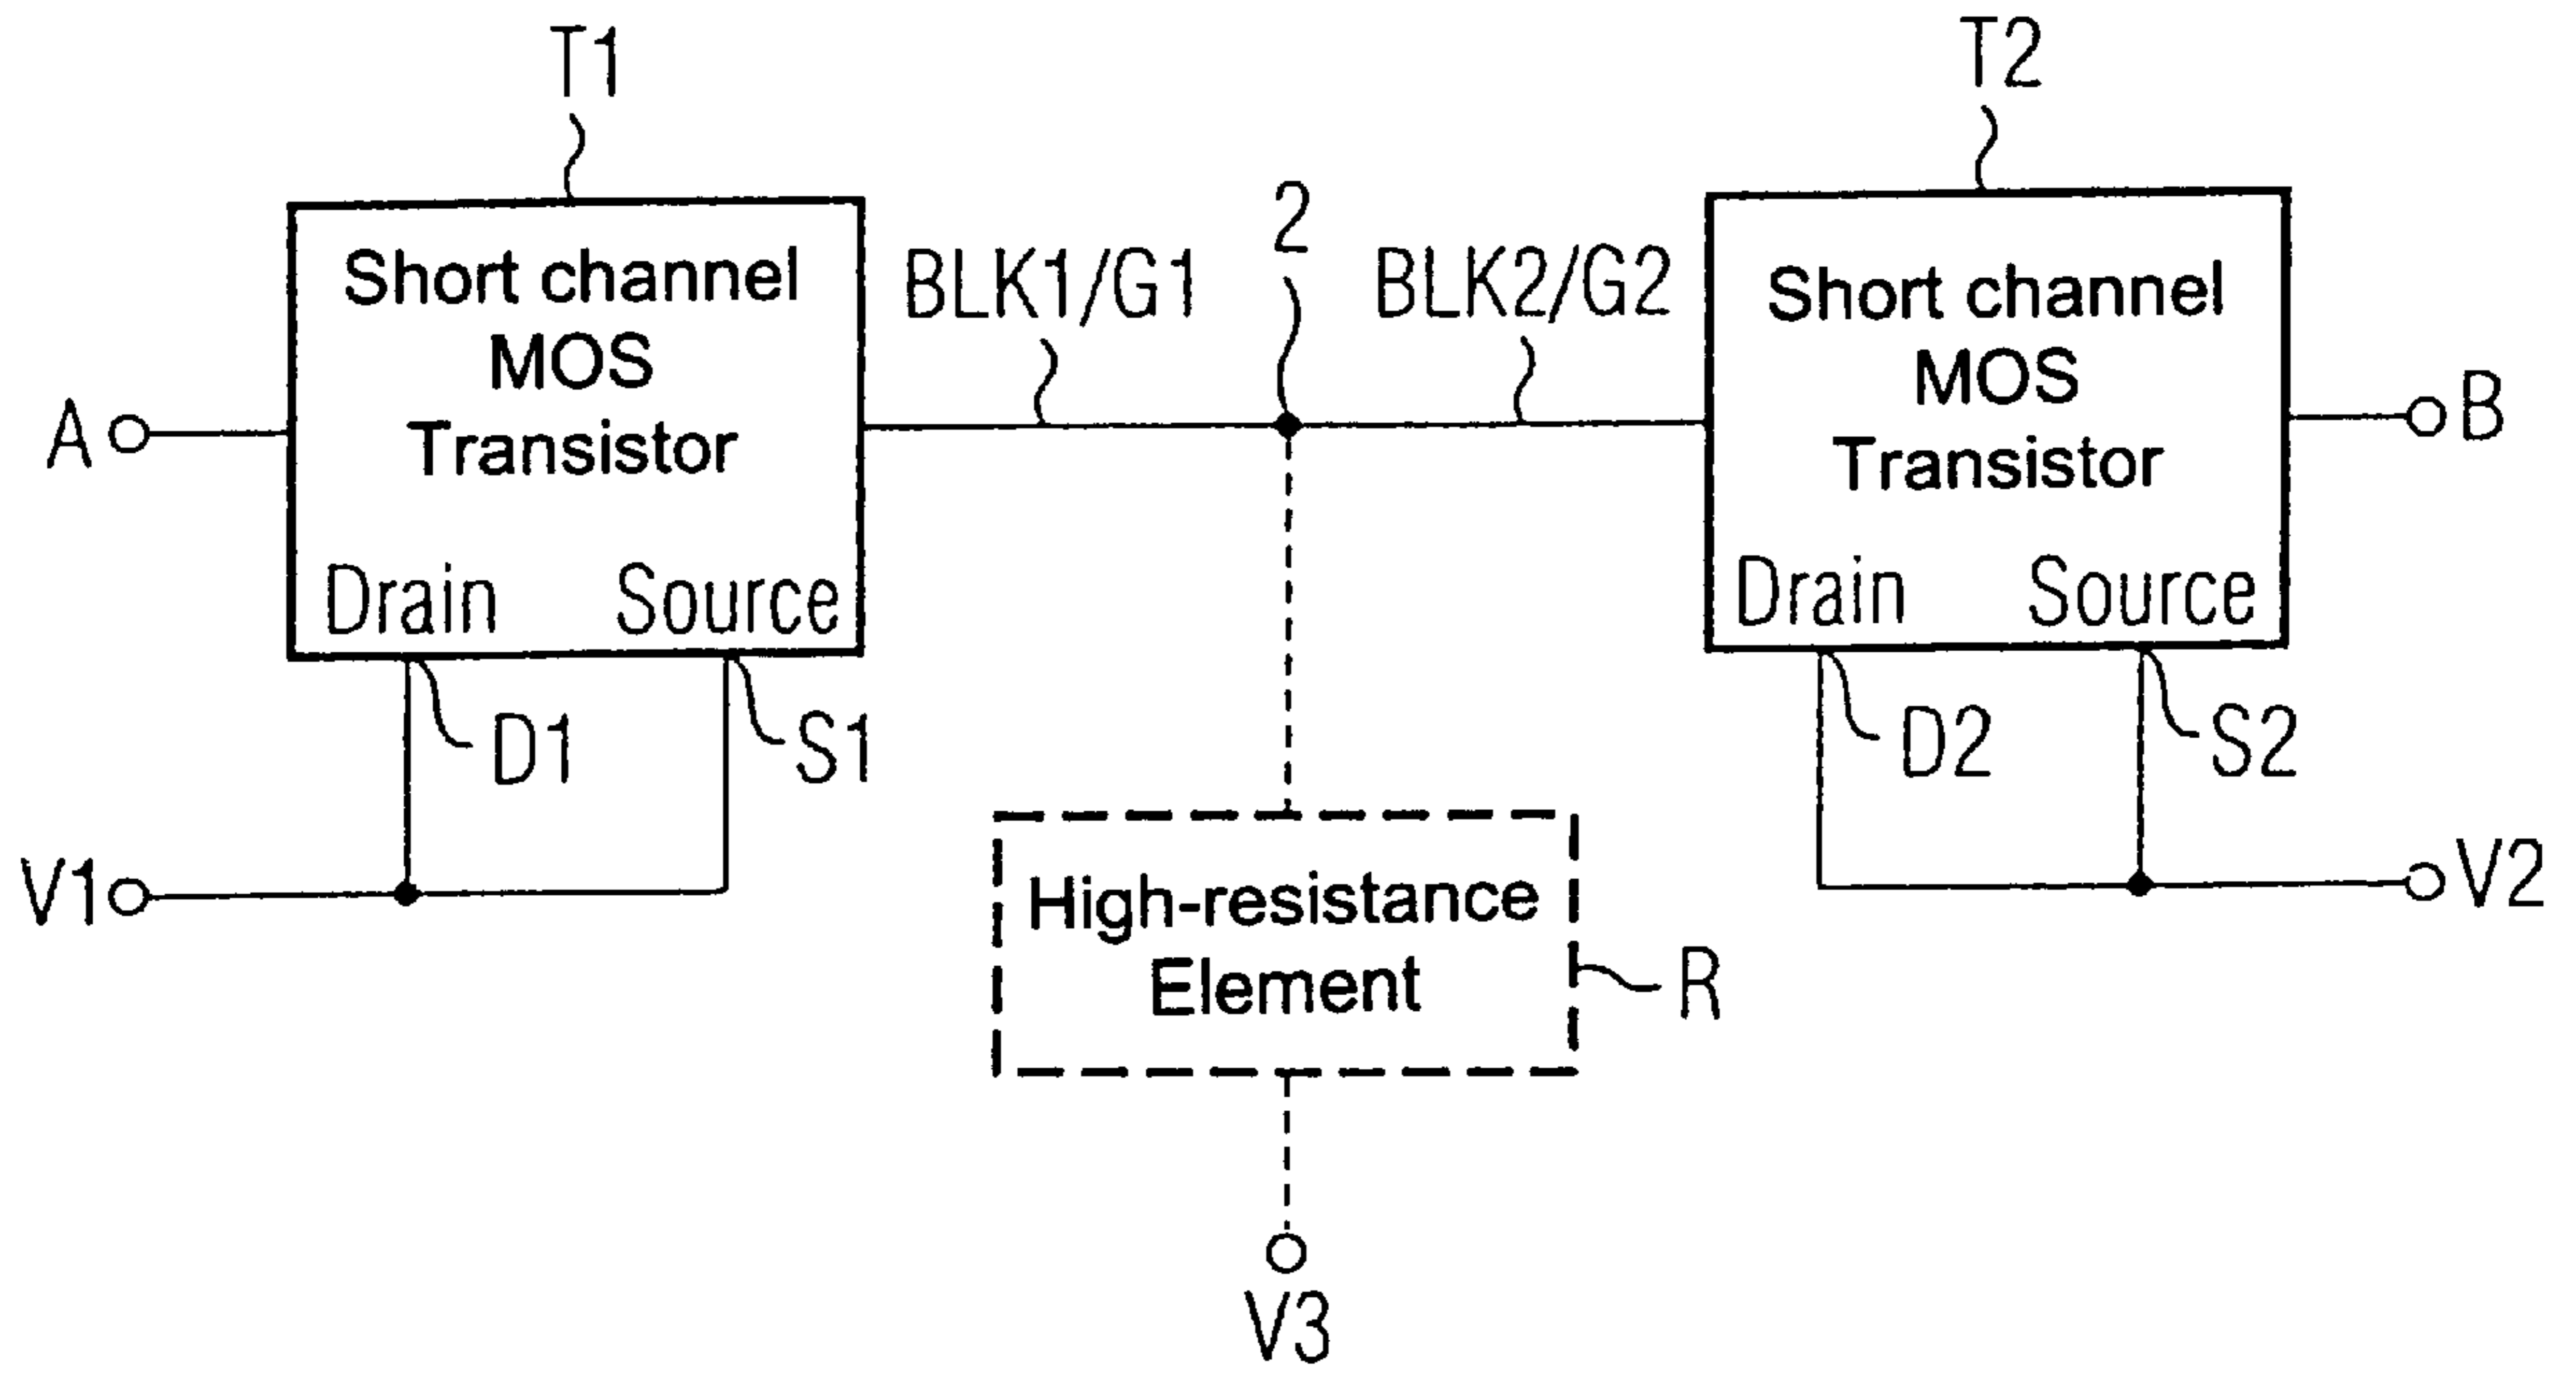 T1
T2
2
BLK1/G1
BLK2/G2
Short channel
MOS
Transistor
Short channel
MOS
Transistor
A
B
Drain
Source
Drain
Source
D1
S1
D2
S2
V1
V2
High-resistance
Element
R
V3